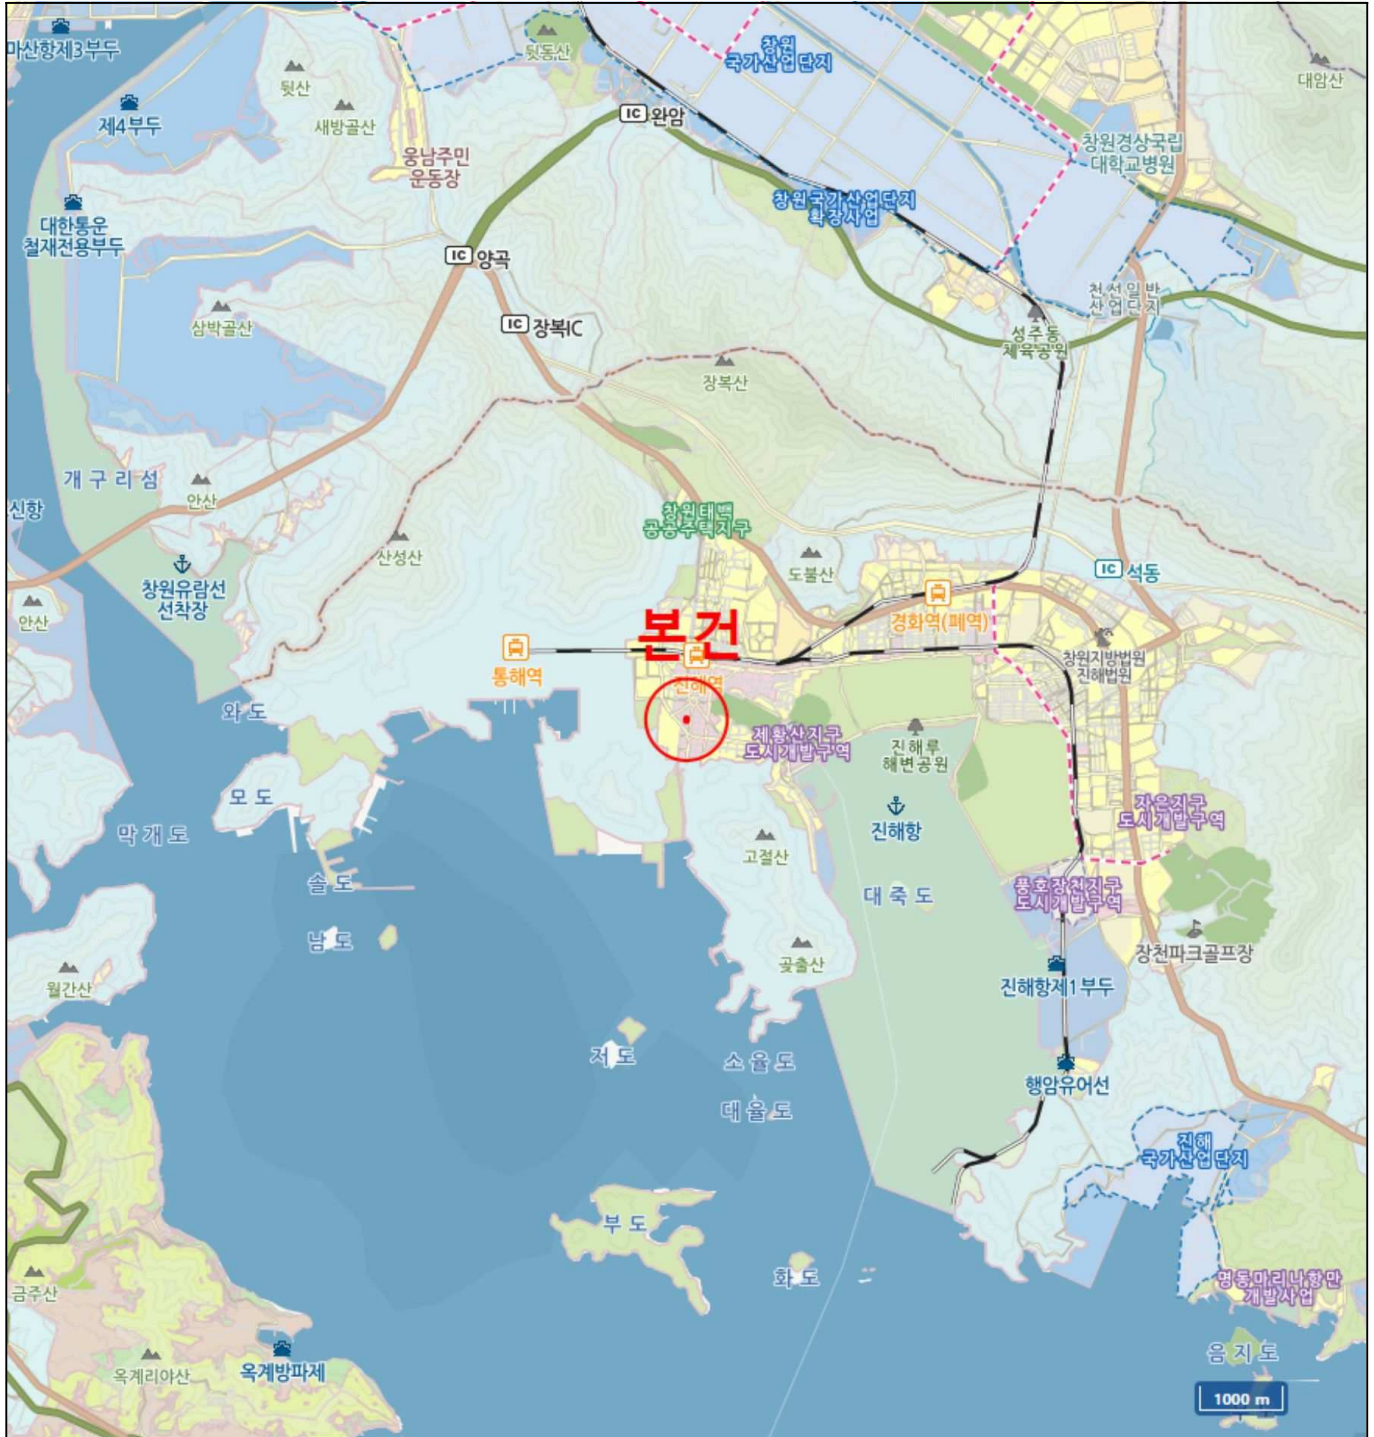 마산항제3부두
제4부두
뒷산
새방골산
뒷동산
IC 완암
창원
국가산업단지
대암산
창원경상국립
대학교병원
웅남주민
운동장
대한통운
철재전용부두
창원국가산업단지
확장사업
IC 양곡
IC 장복IC
삼박골산
천선일반
산업단지
성주동
체육공원
장복산
개구리섬
안산
신항
산성산
창원태백
공공주택지구
도불산
IC 석동
창원유람선
선착장
안산
본건
경화역(폐역)
통해역
진해역
창원지방법원
진해법원
와도
제황산지구
도시개발구역
진해루
해변공원
모도
막개도
고절산
진해항
자은지구
도시개발구역
솔도
대죽도
풍호장천지구
도시개발구역
남도
월간산
곶출산
장천파크골프장
진해항제1부두
저도
소율도
대율도
행암유어선
진해
국가산업단지
부도
화도
금주산
명동마리나항만
개발사업
옥계리야산
옥계방파제
음지도
1000 m